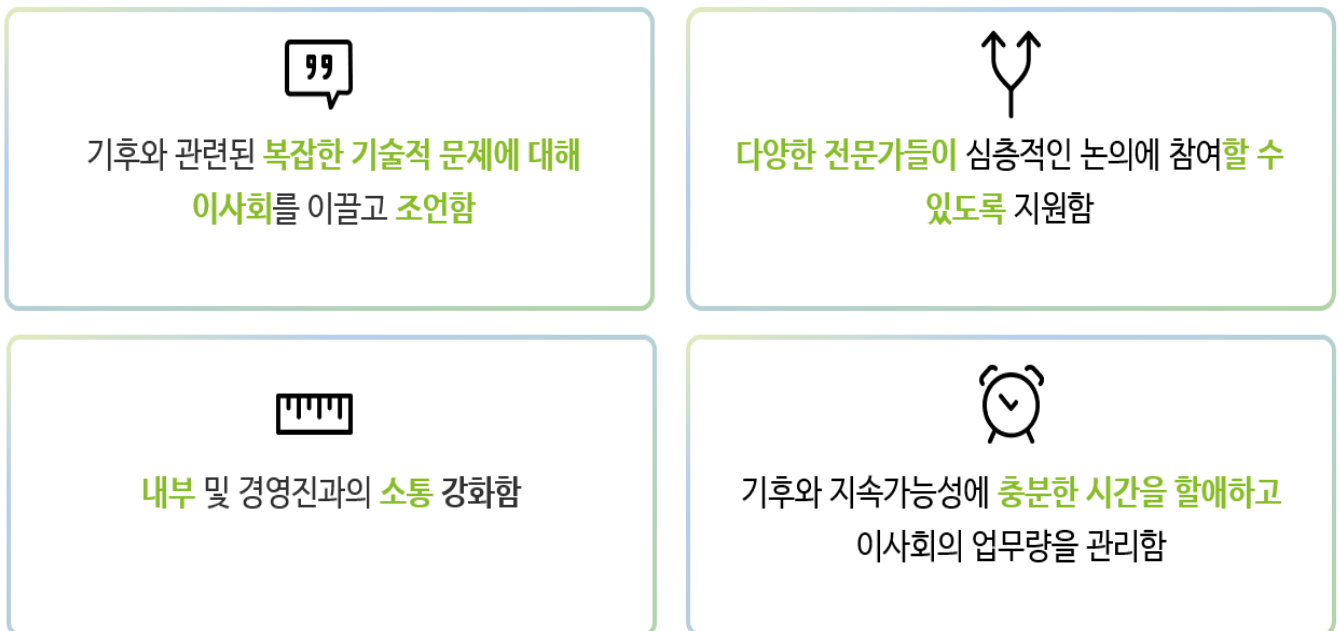 기후와 관련된 복잡한 기술적 문제에 대해
이사회를 이끌고 조언함
다양한 전문가들이 심층적인 논의에 참여할 수
있도록 지원함
내부 및 경영진과의 소통 강화함
기후와 지속가능성에 충분한 시간을 할애하고
이사회의 업무량을 관리함